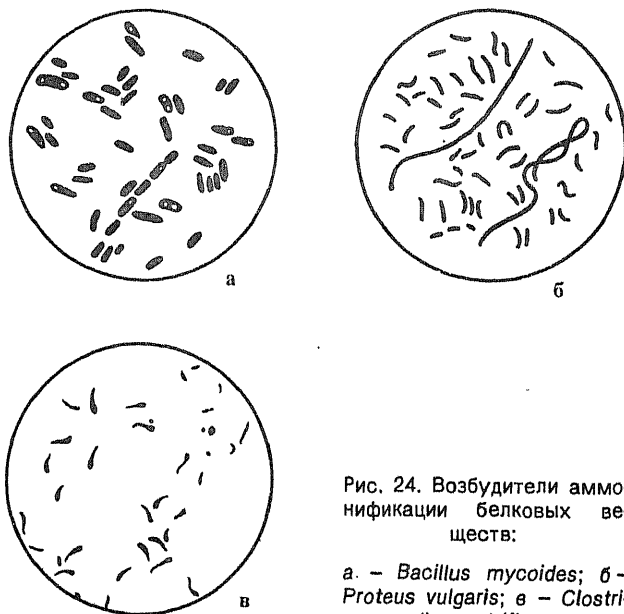 а
б
в
Рис. 24. Возбудители аммо-
нификации белковых ве-
ществ:
а – Bacillus mycoides; б –
Proteus vulgaris; в – Clostri-